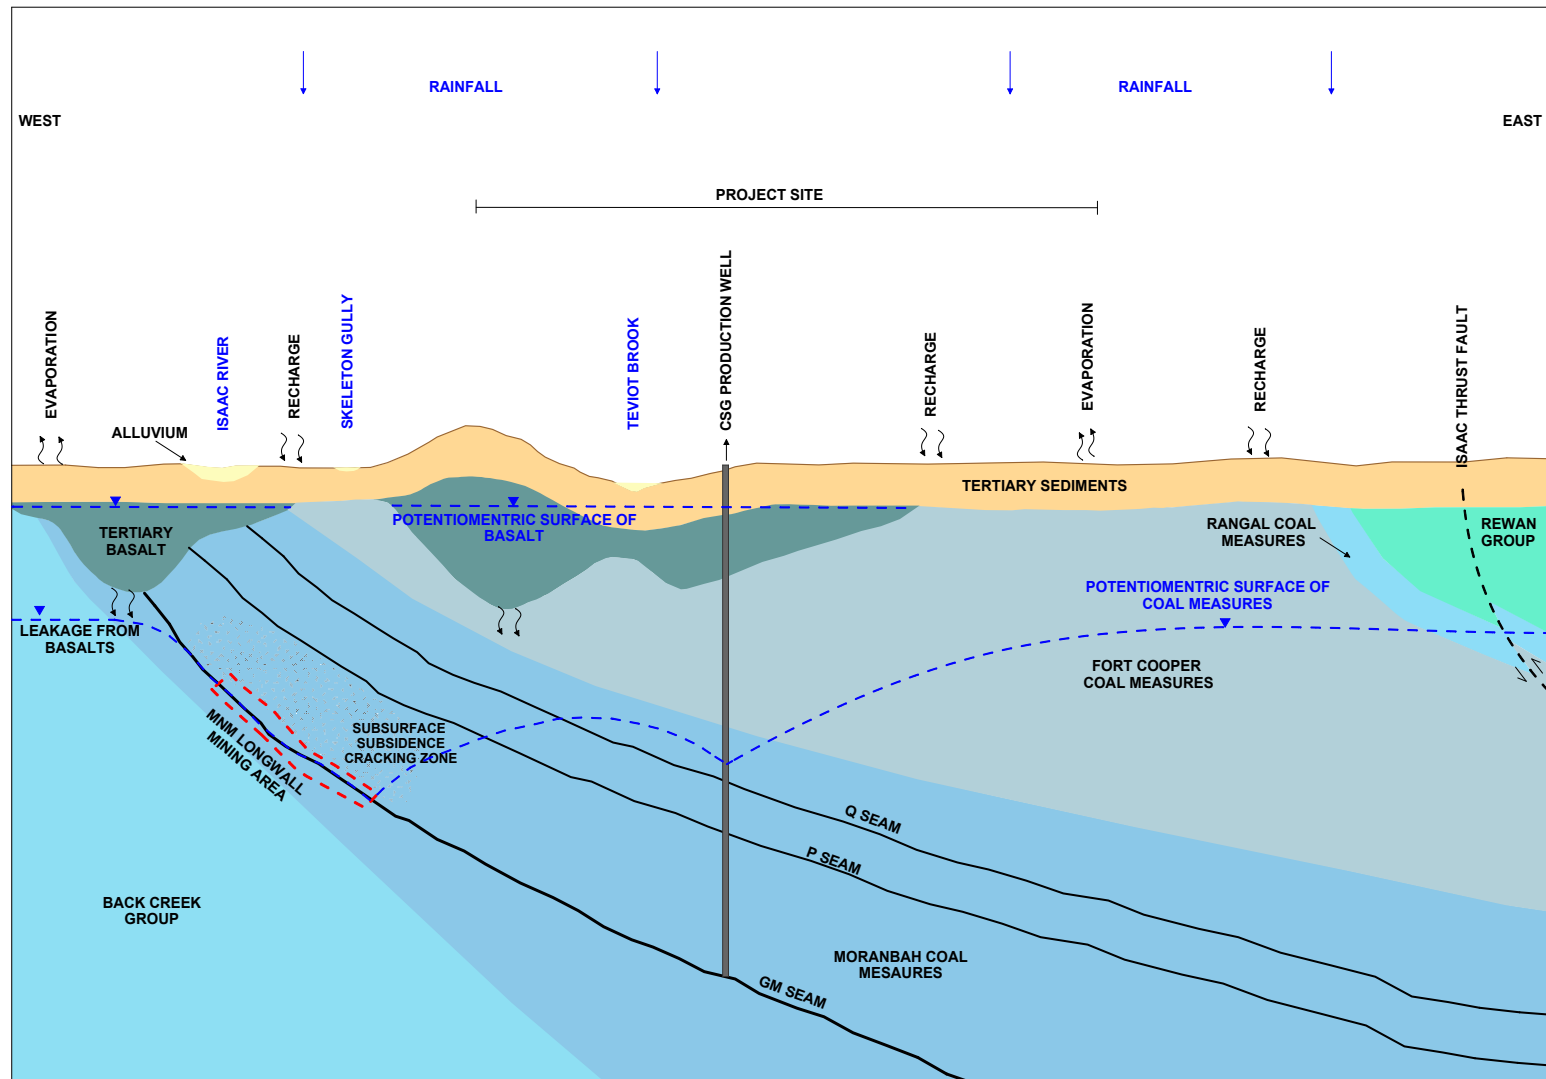 RAINFALL
RAINFALL
WEST
EAST
PROJECT SITE
EVAPORATION
ISAAC RIVER
RECHARGE
SKELETON GULLY
TEVIOT BROOK
CSG PRODUCTION WELL
RECHARGE
EVAPORATION
RECHARGE
ISAAC THRUST FAULT
ALLUVIUM
TERTIARY SEDIMENTS
POTENTIOMENTRIC SURFACE OF
BASALT
TERTIARY
BASALT
RANGAL COAL
MEASURES
REWAN
GROUP
POTENTIOMENTRIC SURFACE OF
COAL MEASURES
LEAKAGE FROM
BASALTS
FORT COOPER
COAL MEASURES
MNM LONGWALL
MINING AREA
SUBSURFACE
SUBSIDENCE
CRACKING ZONE
Q SEAM
P SEAM
BACK CREEK
GROUP
MORANBAH COAL
MESAURES
GM SEAM